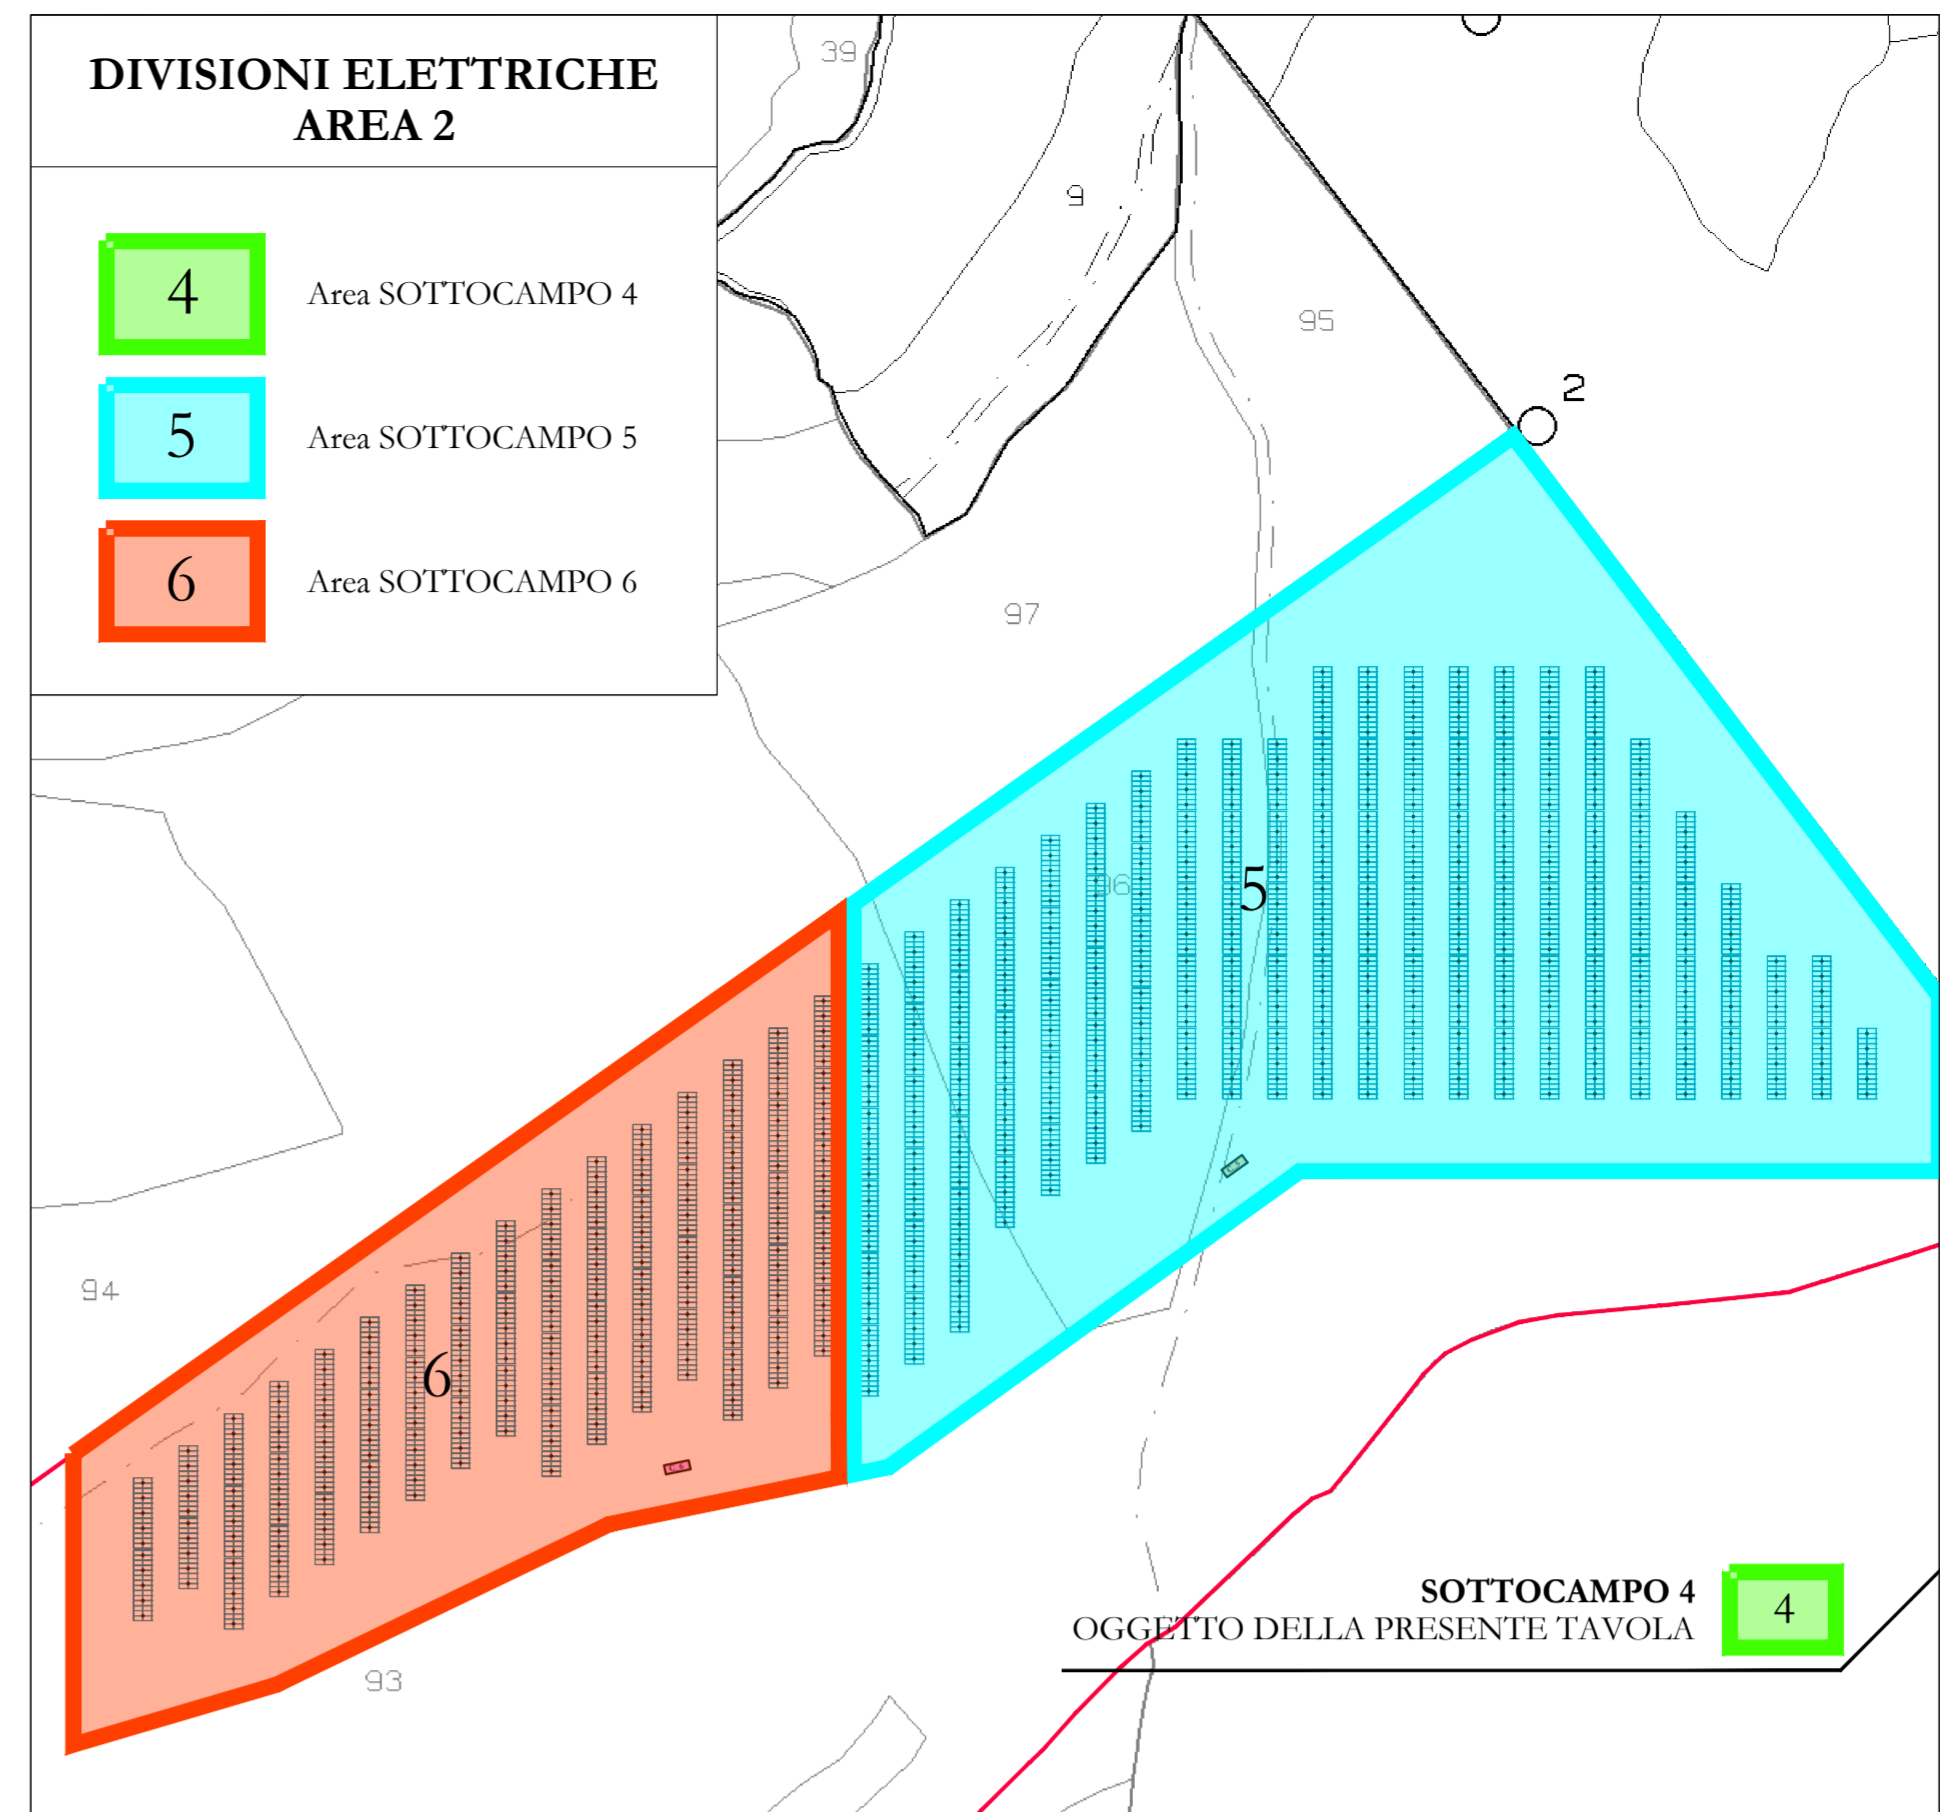 DIVISIONI ELETTRICHE
AREA 2
4 Area SOTTOCAMPO 4
5 Area SOTTOCAMPO 5
6 Area SOTTOCAMPO 6
39
9
95
2
97
96
5
94
6
93
SOTTOCAMPO 4
OGGETTO DELLA PRESENTE TAVOLA
4